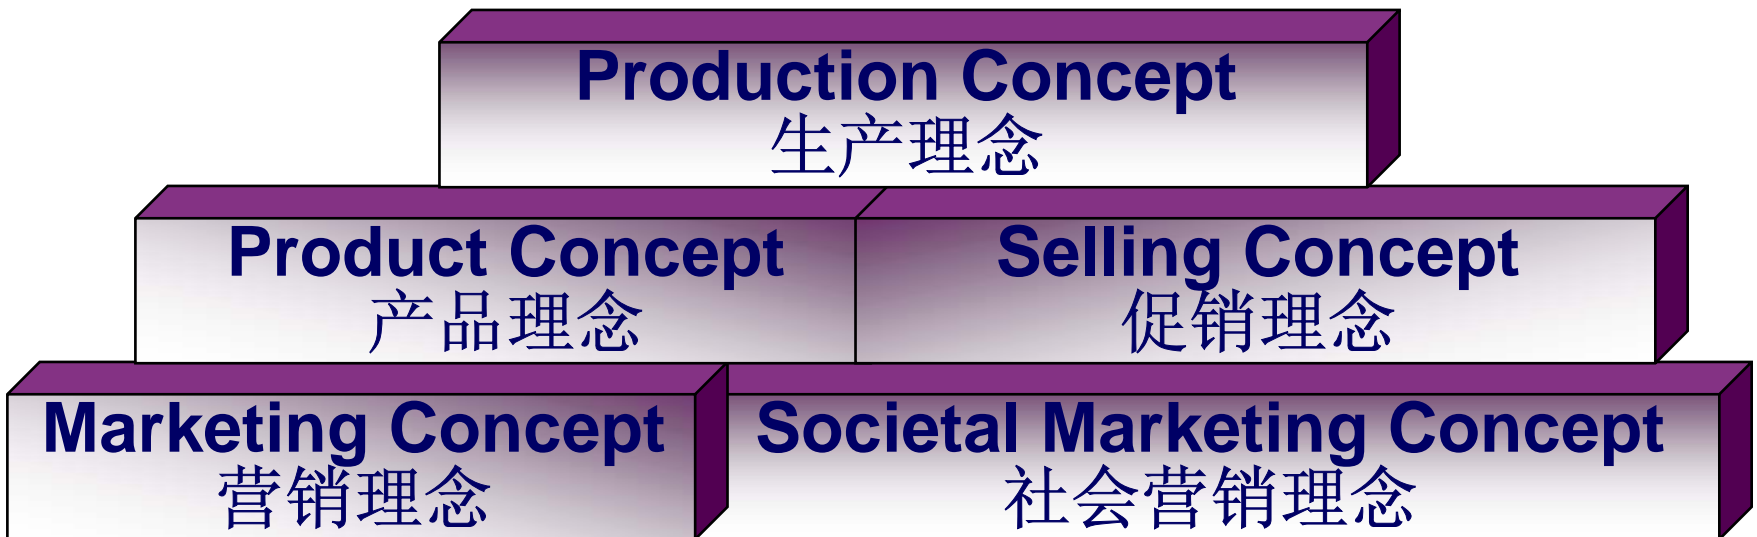 Production Concept
生产理念
Product Concept
产品理念
Selling Concept
促销理念
Marketing Concept
营销理念
Societal Marketing Concept
社会营销理念